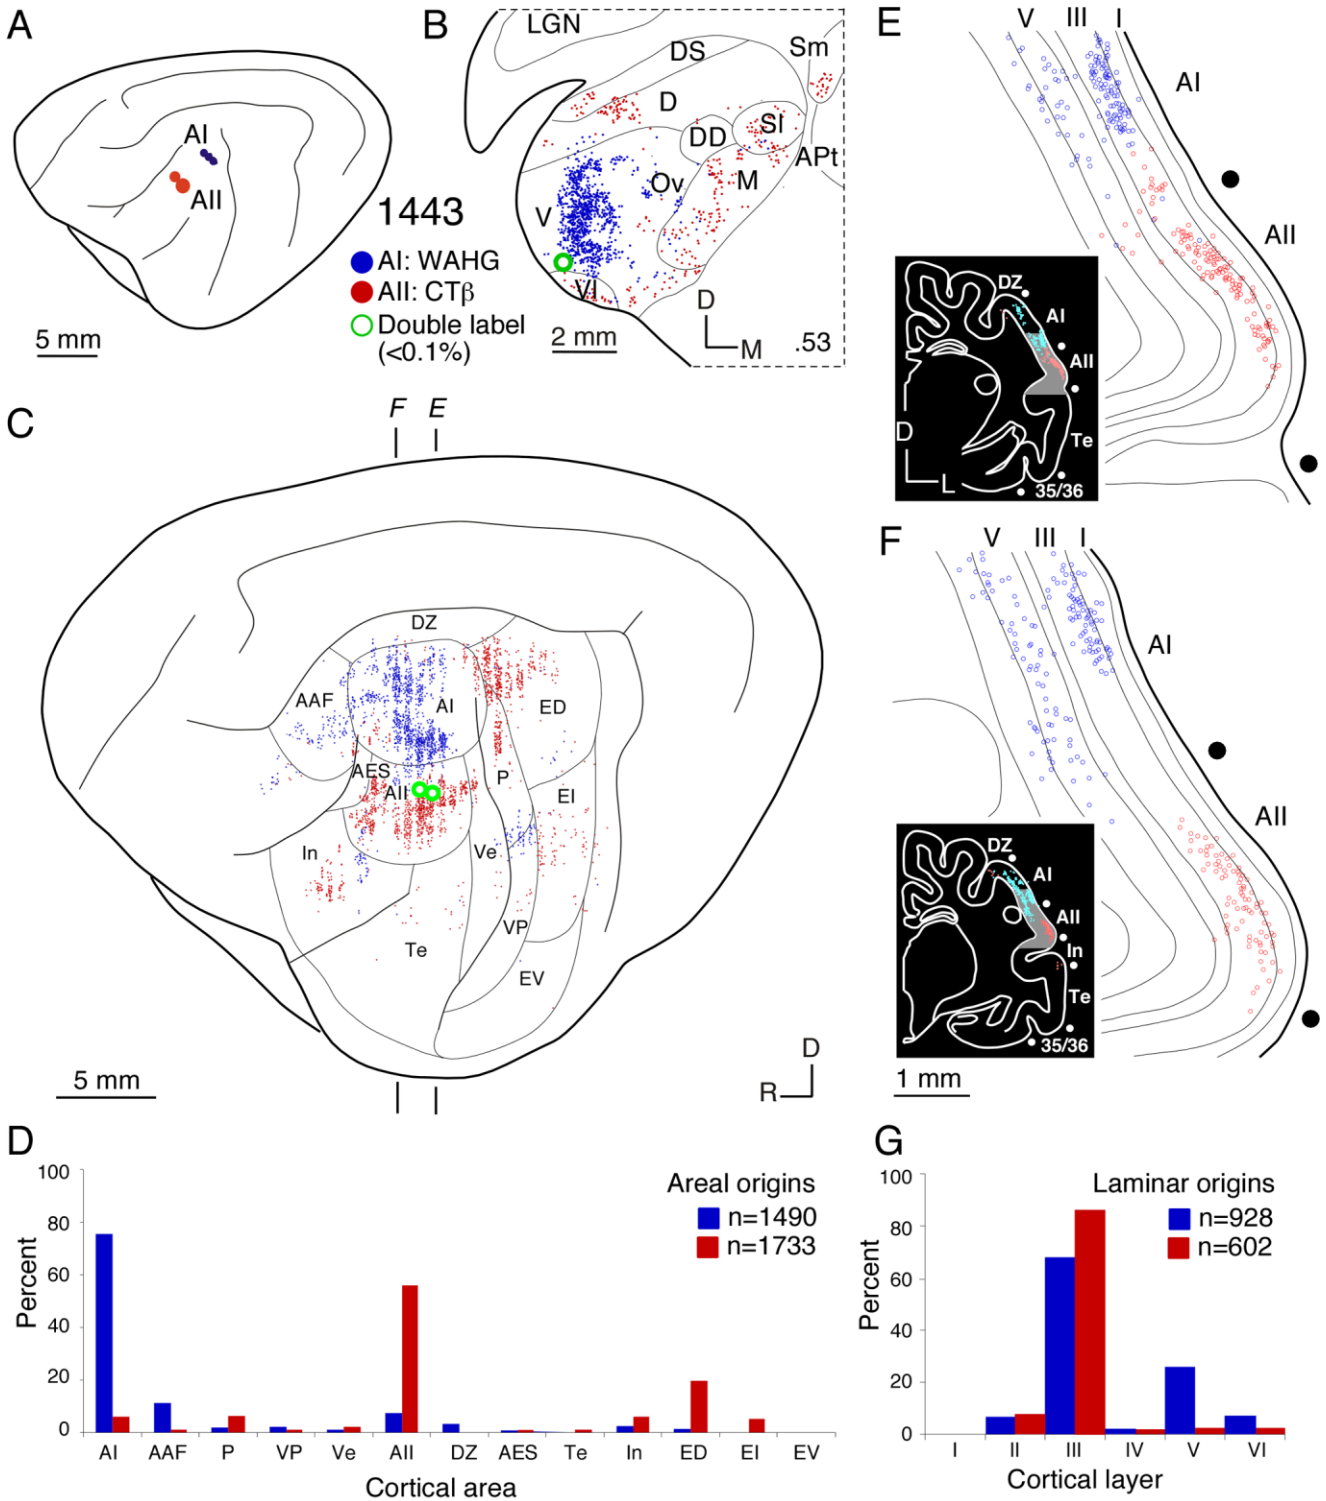 A
AI
AII
5 mm
1443
AI: WAHG
AII: CTβ
Double label
(<0.1%)
B
LGN
DS
Sm
D
DD
SI
APt
Ov
M
V
VI
D
M
2 mm
.53
C
F E
DZ
AAF
AI
ED
AES
AII
P
EI
In
Ve
VP
Te
EV
5 mm
D
R
E
V III I
AI
AII
DZ
AI
AII
Te
D
L
35/36
F
V III I
AI
AII
DZ
AI
AII
In
Te
35/36
1 mm
D
Areal origins
n=1490
n=1733
Percent
100
80
60
40
20
0
AI AAF P VP Ve AII DZ AES Te In ED EI EV
Cortical area
G
Laminar origins
n=928
n=602
Percent
100
80
60
40
20
0
I II III IV V VI
Cortical layer